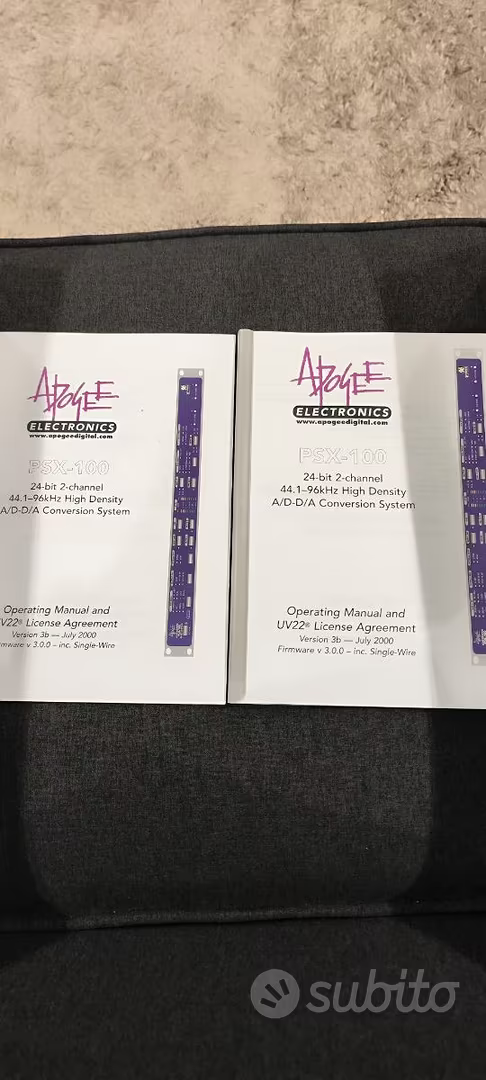 APOGEE
ELECTRONICS
www.apogeedigital.com
PSX-100
24-bit 2-channel
44.1–96kHz High Density
A/D-D/A Conversion System
Operating Manual and
UV22® License Agreement
Version 3b — July 2000
Firmware v 3.0.0 – inc. Single-Wire
APOGEE
ELECTRONICS
www.apogeedigital.com
PSX-100
24-bit 2-channel
44.1–96kHz High Density
A/D-D/A Conversion System
Operating Manual and
UV22® License Agreement
Version 3b — July 2000
Firmware v 3.0.0 – inc. Single-Wire
subito